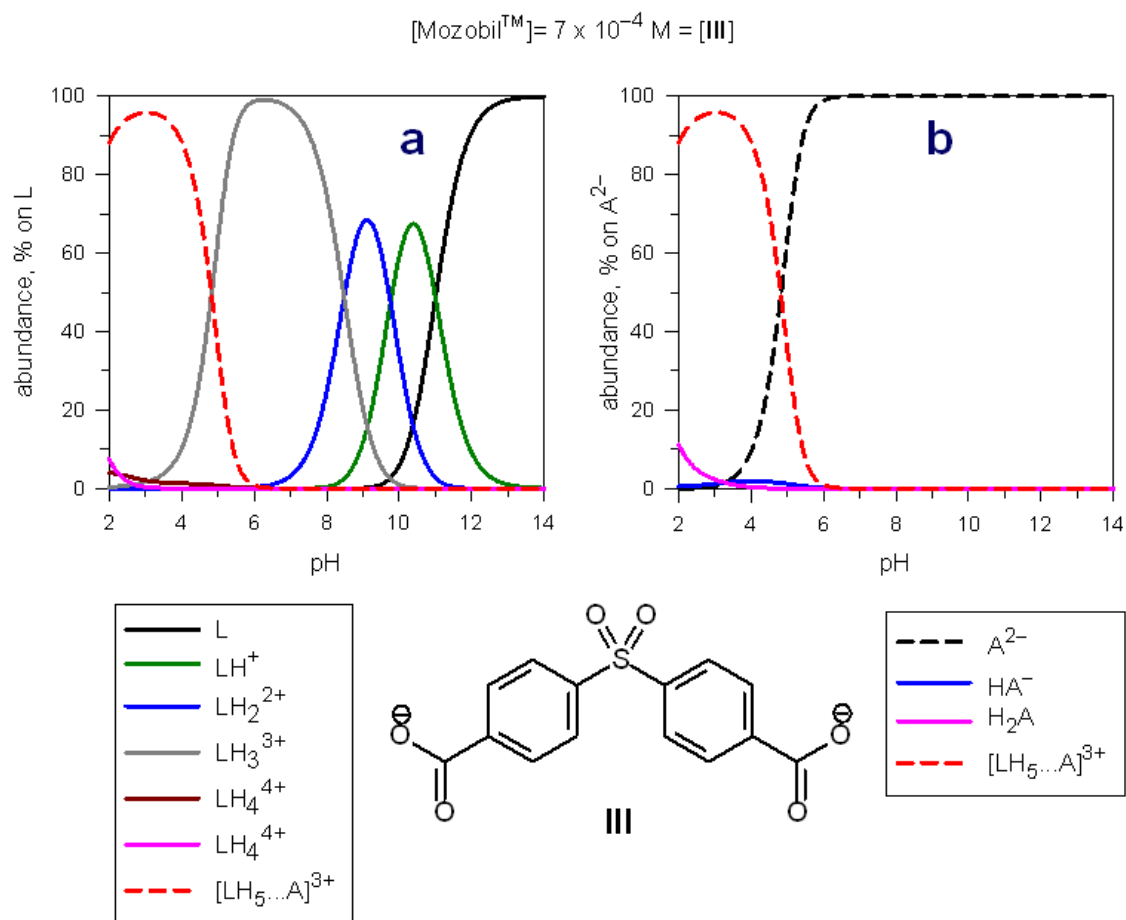 [Mozobil™]= 7 x 10⁻⁴ M = [III]
a
b
abundance, % on L
100
80
60
40
20
0
2 4 6 8 10 12 14
pH
abundance, % on A²⁻
100
80
60
40
20
0
2 4 6 8 10 12 14
pH
L
LH⁺
LH₂²⁺
LH₃³⁺
LH₄⁴⁺
LH₄⁴⁺
[LH₅...A]³⁺
O O
S
⊖ ⊖
O O
O O
III
A²⁻
HA⁻
H₂A
[LH₅...A]³⁺